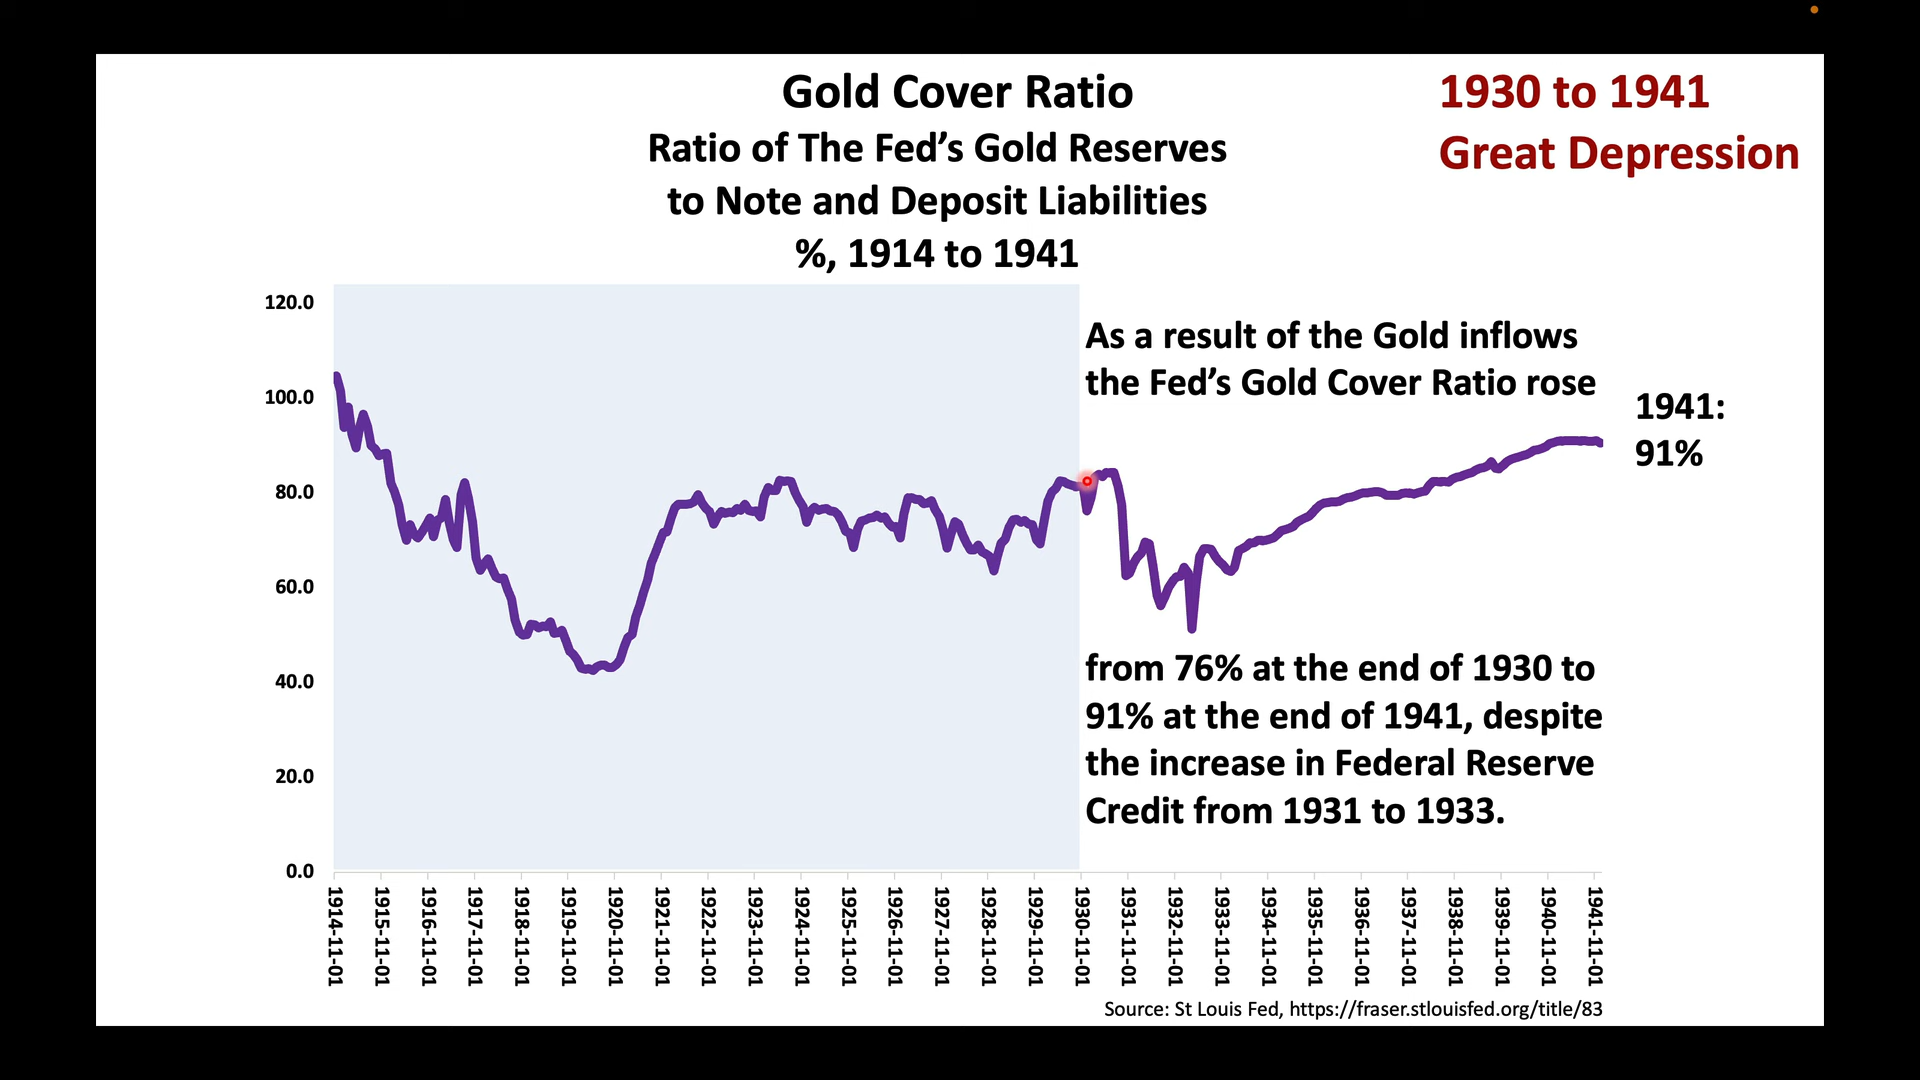 Gold Cover Ratio
Ratio of The Fed’s Gold Reserves
to Note and Deposit Liabilities
%, 1914 to 1941
1930 to 1941
Great Depression
120.0
100.0
80.0
60.0
40.0
20.0
0.0
As a result of the Gold inflows
the Fed’s Gold Cover Ratio rose
1941:
91%
from 76% at the end of 1930 to
91% at the end of 1941, despite
the increase in Federal Reserve
Credit from 1931 to 1933.
1914-11-01
1915-11-01
1916-11-01
1917-11-01
1918-11-01
1919-11-01
1920-11-01
1921-11-01
1922-11-01
1923-11-01
1924-11-01
1925-11-01
1926-11-01
1927-11-01
1928-11-01
1929-11-01
1930-11-01
1931-11-01
1932-11-01
1933-11-01
1934-11-01
1935-11-01
1936-11-01
1937-11-01
1938-11-01
1939-11-01
1940-11-01
1941-11-01
Source: St Louis Fed, https://fraser.stlouisfed.org/title/83